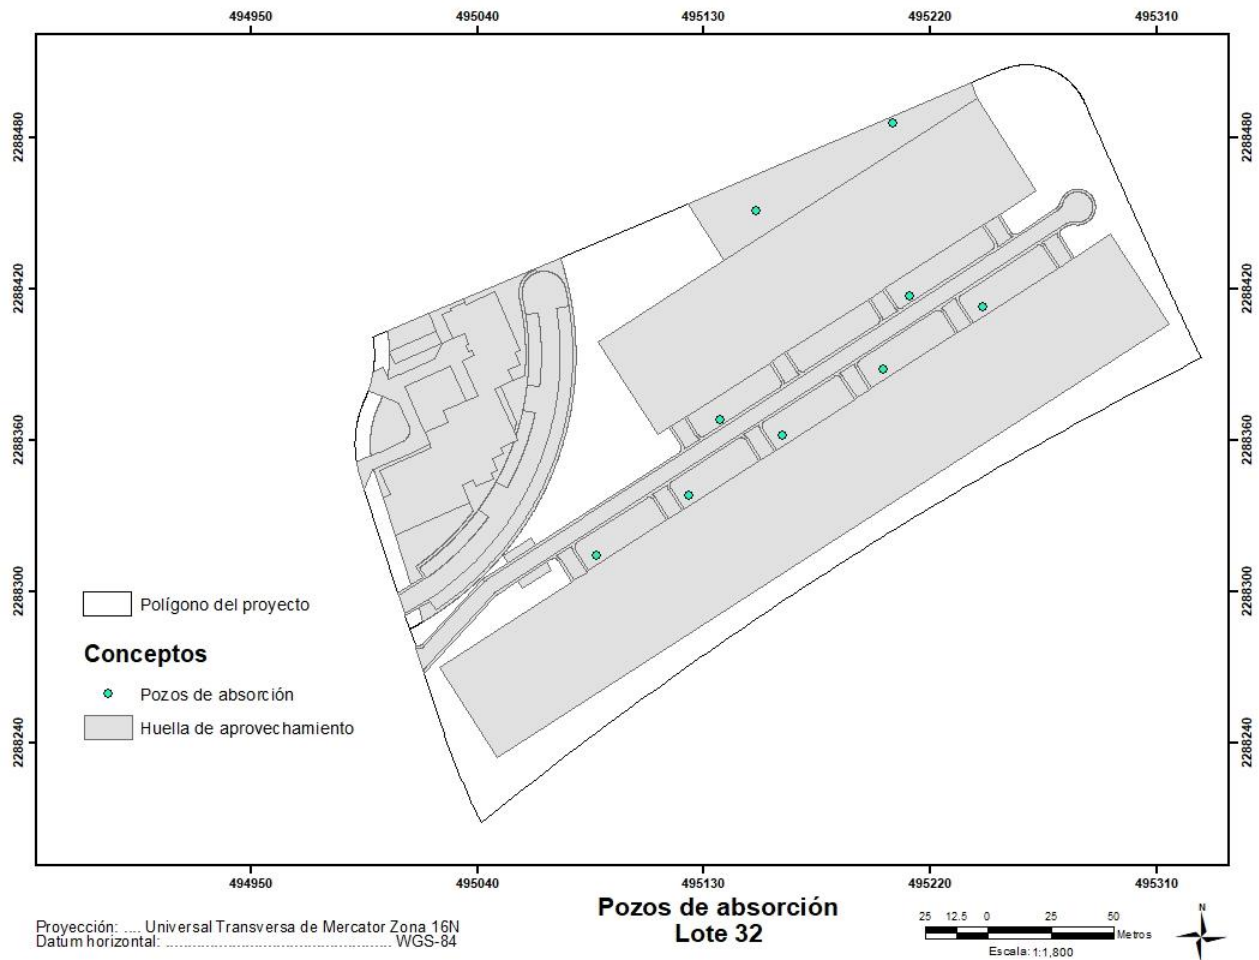 494950 495040 495130 495220 495310
2288480 2288480
2288420 2288420
2288360 2288360
2288300 2288300
2288240 2288240
Polígono del proyecto
Conceptos
Pozos de absorción
Huella de aprovechamiento
494950 495040 495130 495220 495310
Pozos de absorción
Lote 32
Proyección: .... Universal Transversa de Mercator Zona 16N
Datum horizontal: .................................................. WGS-84
25 12.5 0 25 50
Metros
Escala: 1:1,800
N